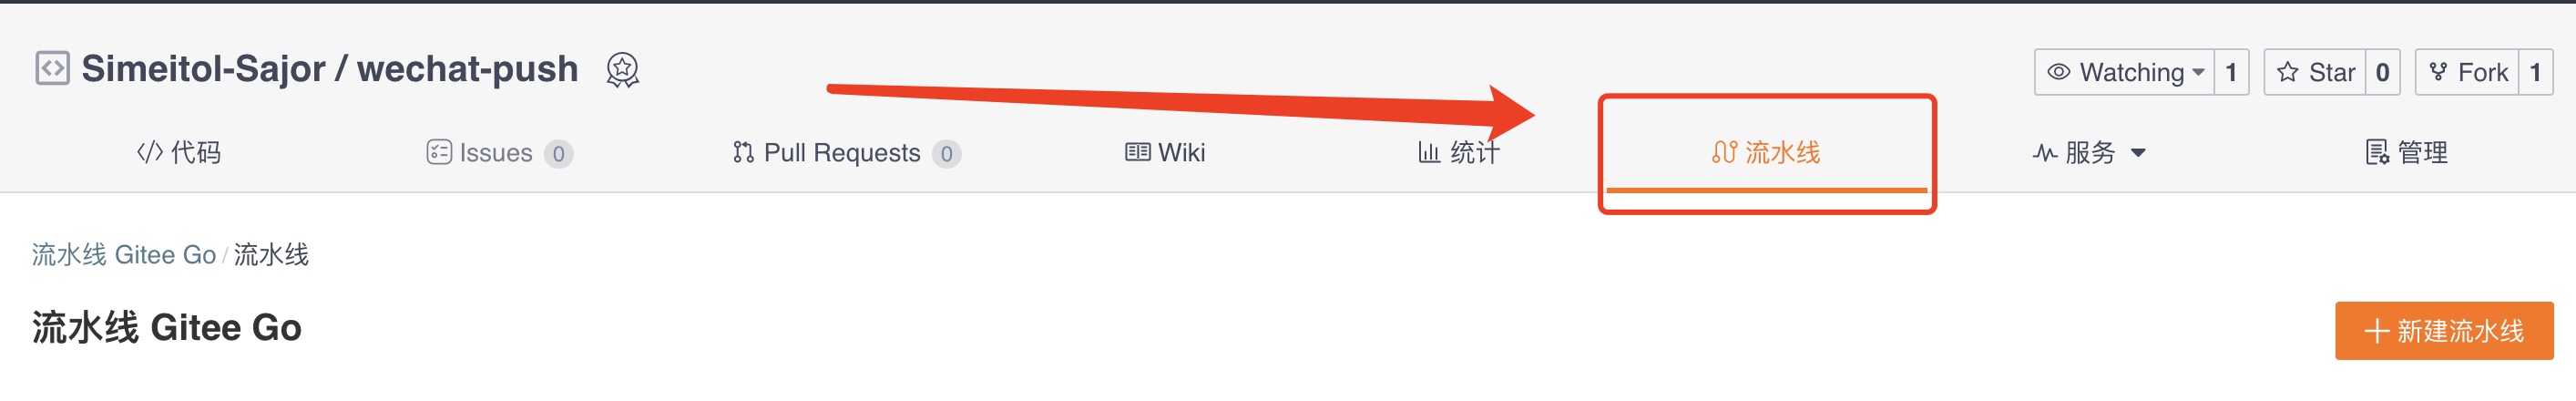 Simeitol-Sajor / wechat-push
Watching 1 Star 0 Fork 1
代码 Issues 0 Pull Requests 0 Wiki 统计 流水线 服务 管理
流水线 Gitee Go / 流水线
流水线 Gitee Go
新建流水线